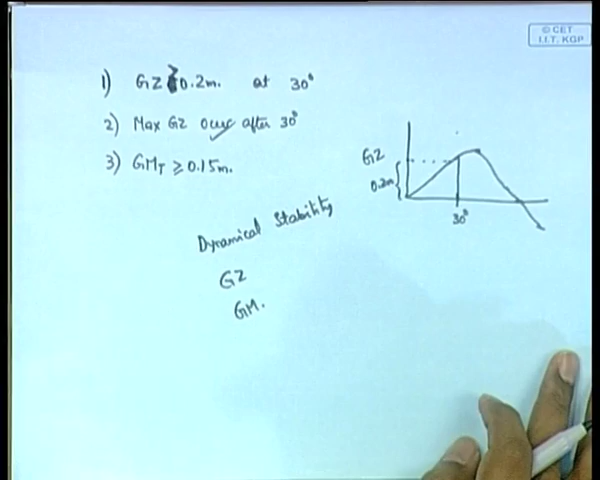 © CET
I.I.T. KGP
1) GZ ≥ 0.2m. at 30°
2) Max GZ occurs after 30°
3) GM_T ≥ 0.15m.
GZ
0.2m
30°
Dynamical Stability
GZ
GM.